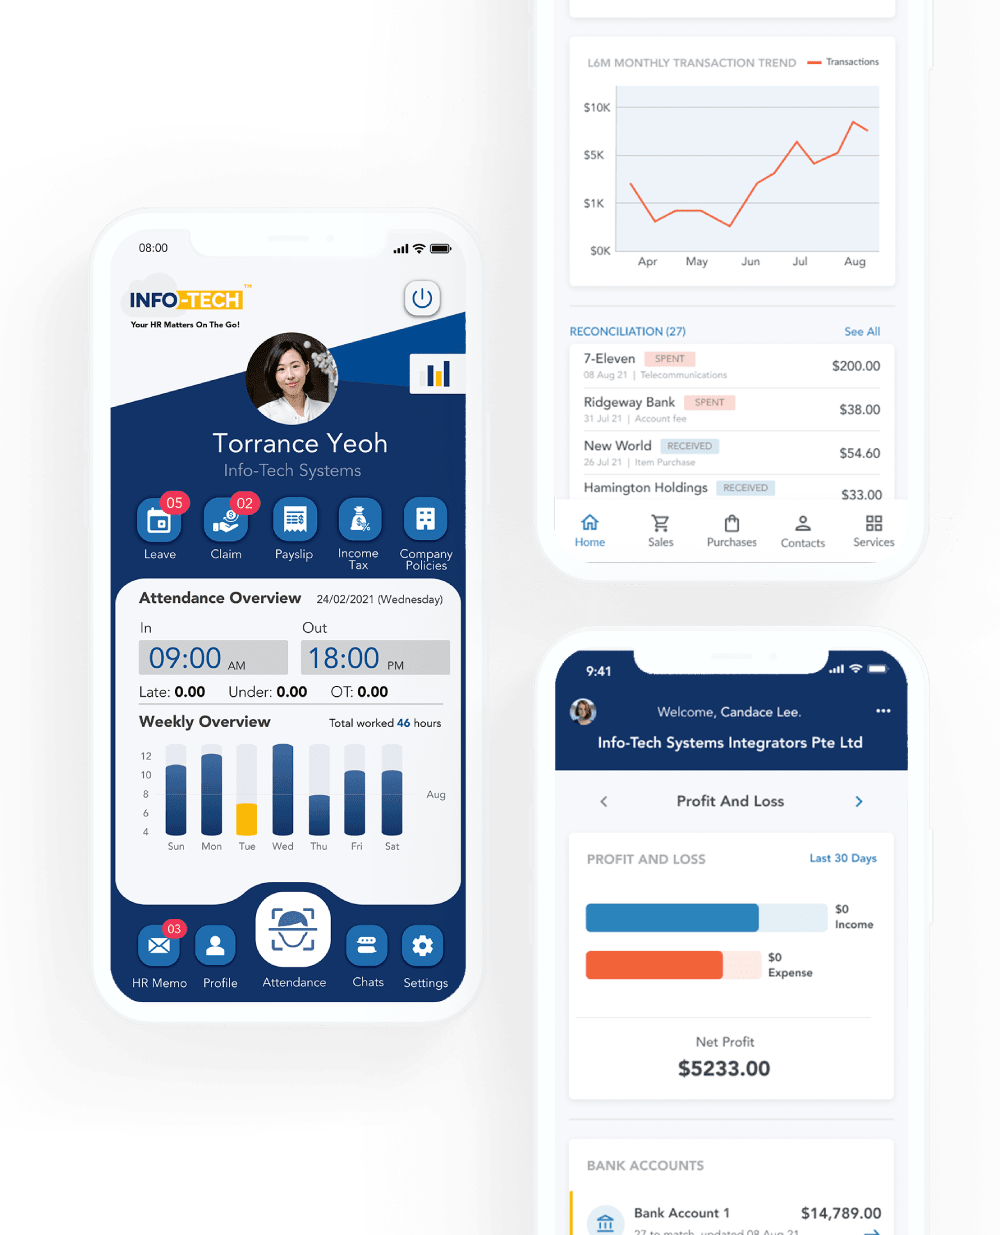 08:00
INFO-TECH™
Your HR Matters On The Go!
Torrance Yeoh
Info-Tech Systems
05
02
Leave
Claim
Payslip
Income
Tax
Company
Policies
Attendance Overview 24/02/2021 (Wednesday)
In Out
09:00 AM 18:00 PM
Late: 0.00 Under: 0.00 OT: 0.00
Weekly Overview Total worked 46 hours
12
10
8
6
4
Aug
Sun Mon Tue Wed Thu Fri Sat
03
HR Memo Profile Attendance Chats Settings
L6M MONTHLY TRANSACTION TREND Transactions
$10K
$5K
$1K
$0K
Apr May Jun Jul Aug
RECONCILIATION (27) See All
7-Eleven SPENT $200.00
08 Aug 21 | Telecommunications
Ridgeway Bank SPENT $38.00
31 Jul 21 | Account fee
New World RECEIVED $54.60
26 Jul 21 | Item Purchase
Hamington Holdings RECEIVED $33.00
Home Sales Purchases Contacts Services
9:41
Welcome, Candace Lee.
Info-Tech Systems Integrators Pte Ltd
Profit And Loss
PROFIT AND LOSS Last 30 Days
$0
Income
$0
Expense
Net Profit
$5233.00
BANK ACCOUNTS
Bank Account 1 $14,789.00
27 to match, updated 08 Aug 21